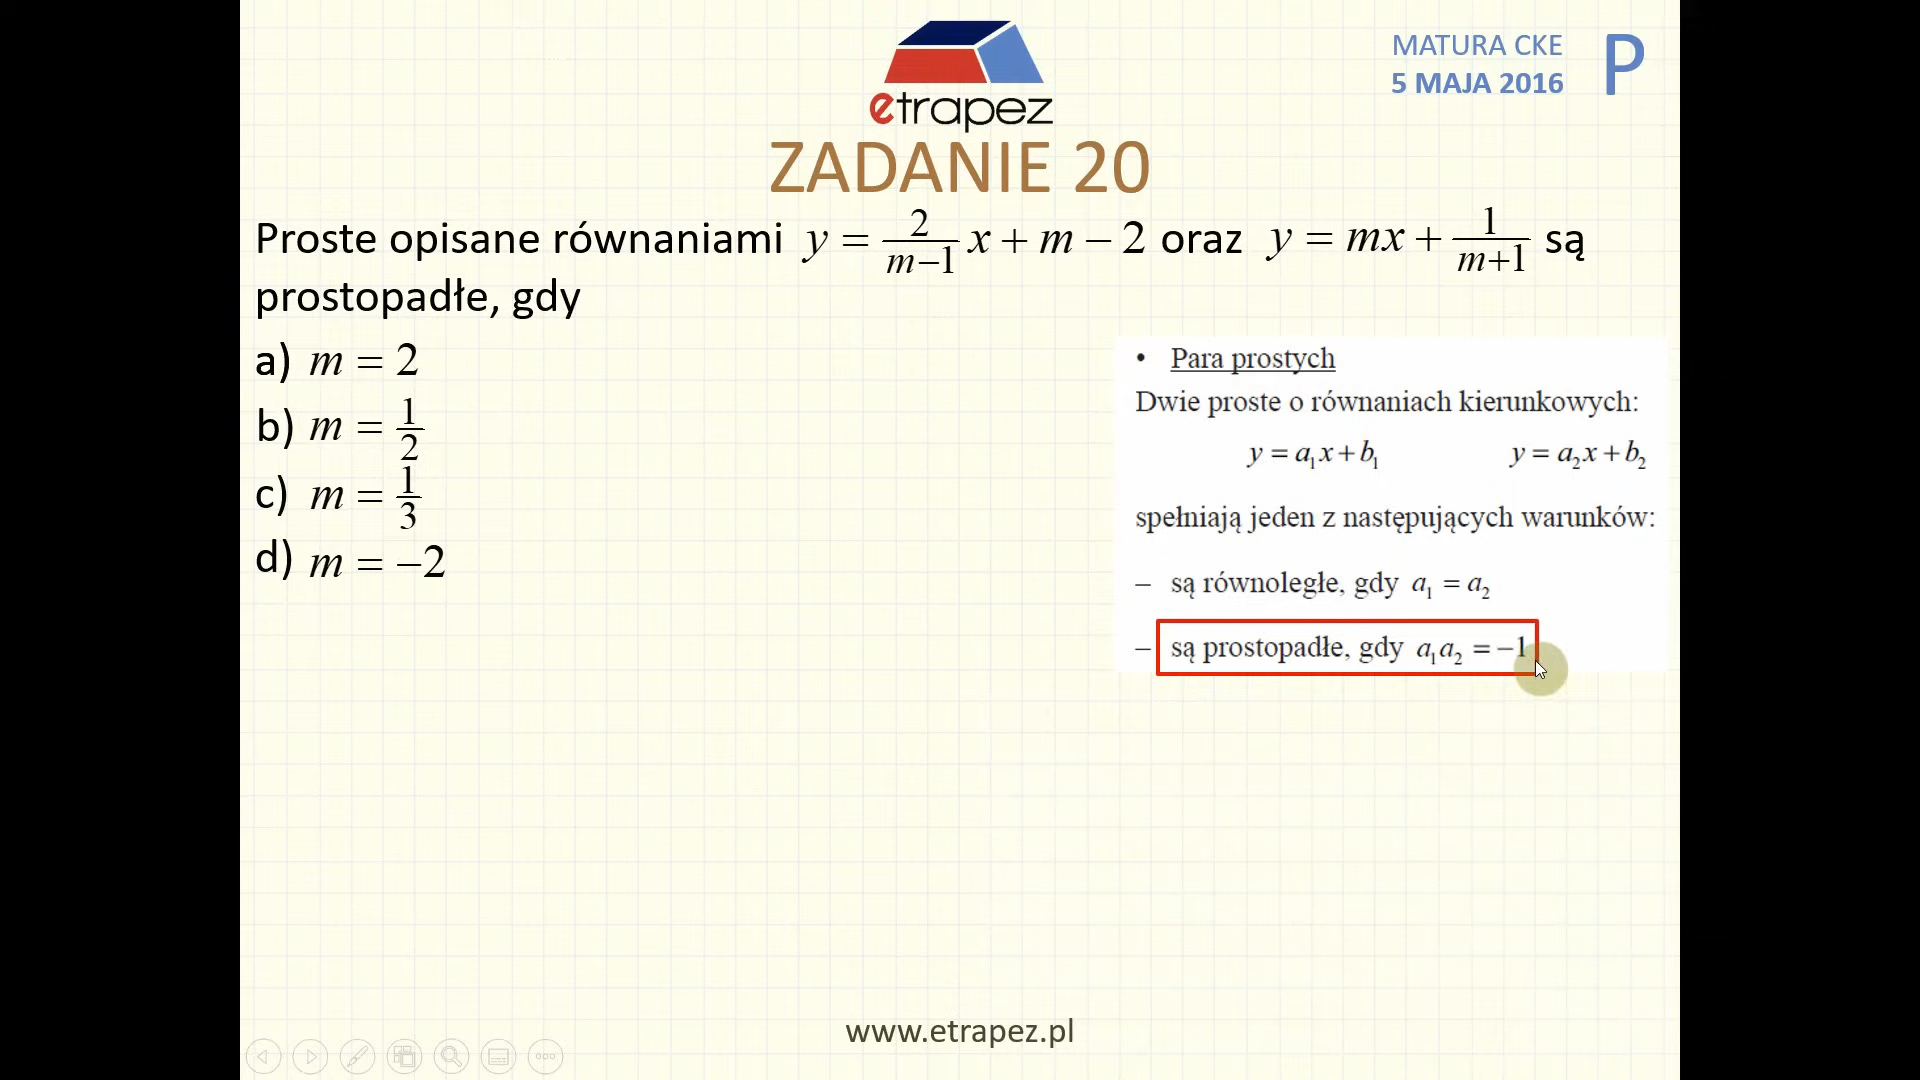 etrapez
MATURA CKE
5 MAJA 2016
P
ZADANIE 20
Proste opisane równaniami y = 2/(m−1) x + m − 2 oraz y = mx + 1/(m+1) są
prostopadłe, gdy
a) m = 2
b) m = 1/2
c) m = 1/3
d) m = −2
• Para prostych
Dwie proste o równaniach kierunkowych:
y = a₁x + b₁ y = a₂x + b₂
spełniają jeden z następujących warunków:
– są równoległe, gdy a₁ = a₂
– są prostopadłe, gdy a₁a₂ = −1
www.etrapez.pl